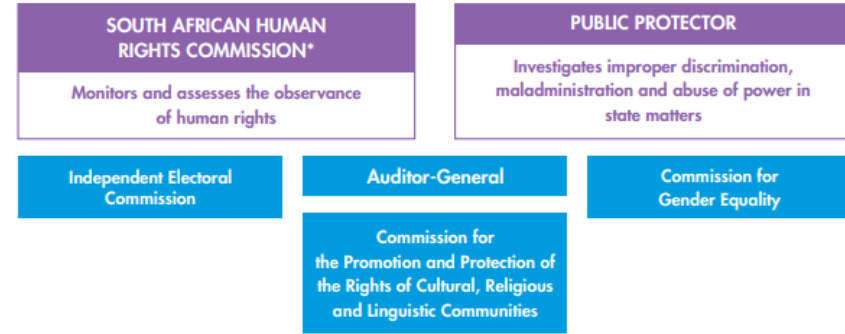 SOUTH AFRICAN HUMAN
RIGHTS COMMISSION*
Monitors and assesses the observance
of human rights
PUBLIC PROTECTOR
Investigates improper discrimination,
maladministration and abuse of power in
state matters
Independent Electoral
Commission
Auditor-General
Commission for
Gender Equality
Commission for
the Promotion and Protection of
the Rights of Cultural, Religious
and Linguistic Communities